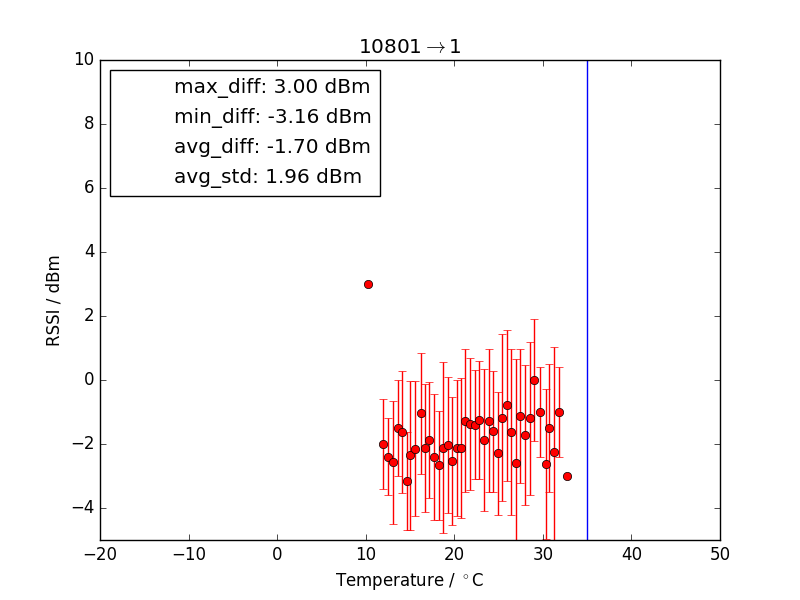 10801→1
max_diff: 3.00 dBm
min_diff: -3.16 dBm
avg_diff: -1.70 dBm
avg_std: 1.96 dBm
RSSI / dBm
10
8
6
4
2
0
−2
−4
−20 −10 0 10 20 30 40 50
Temperature / °C